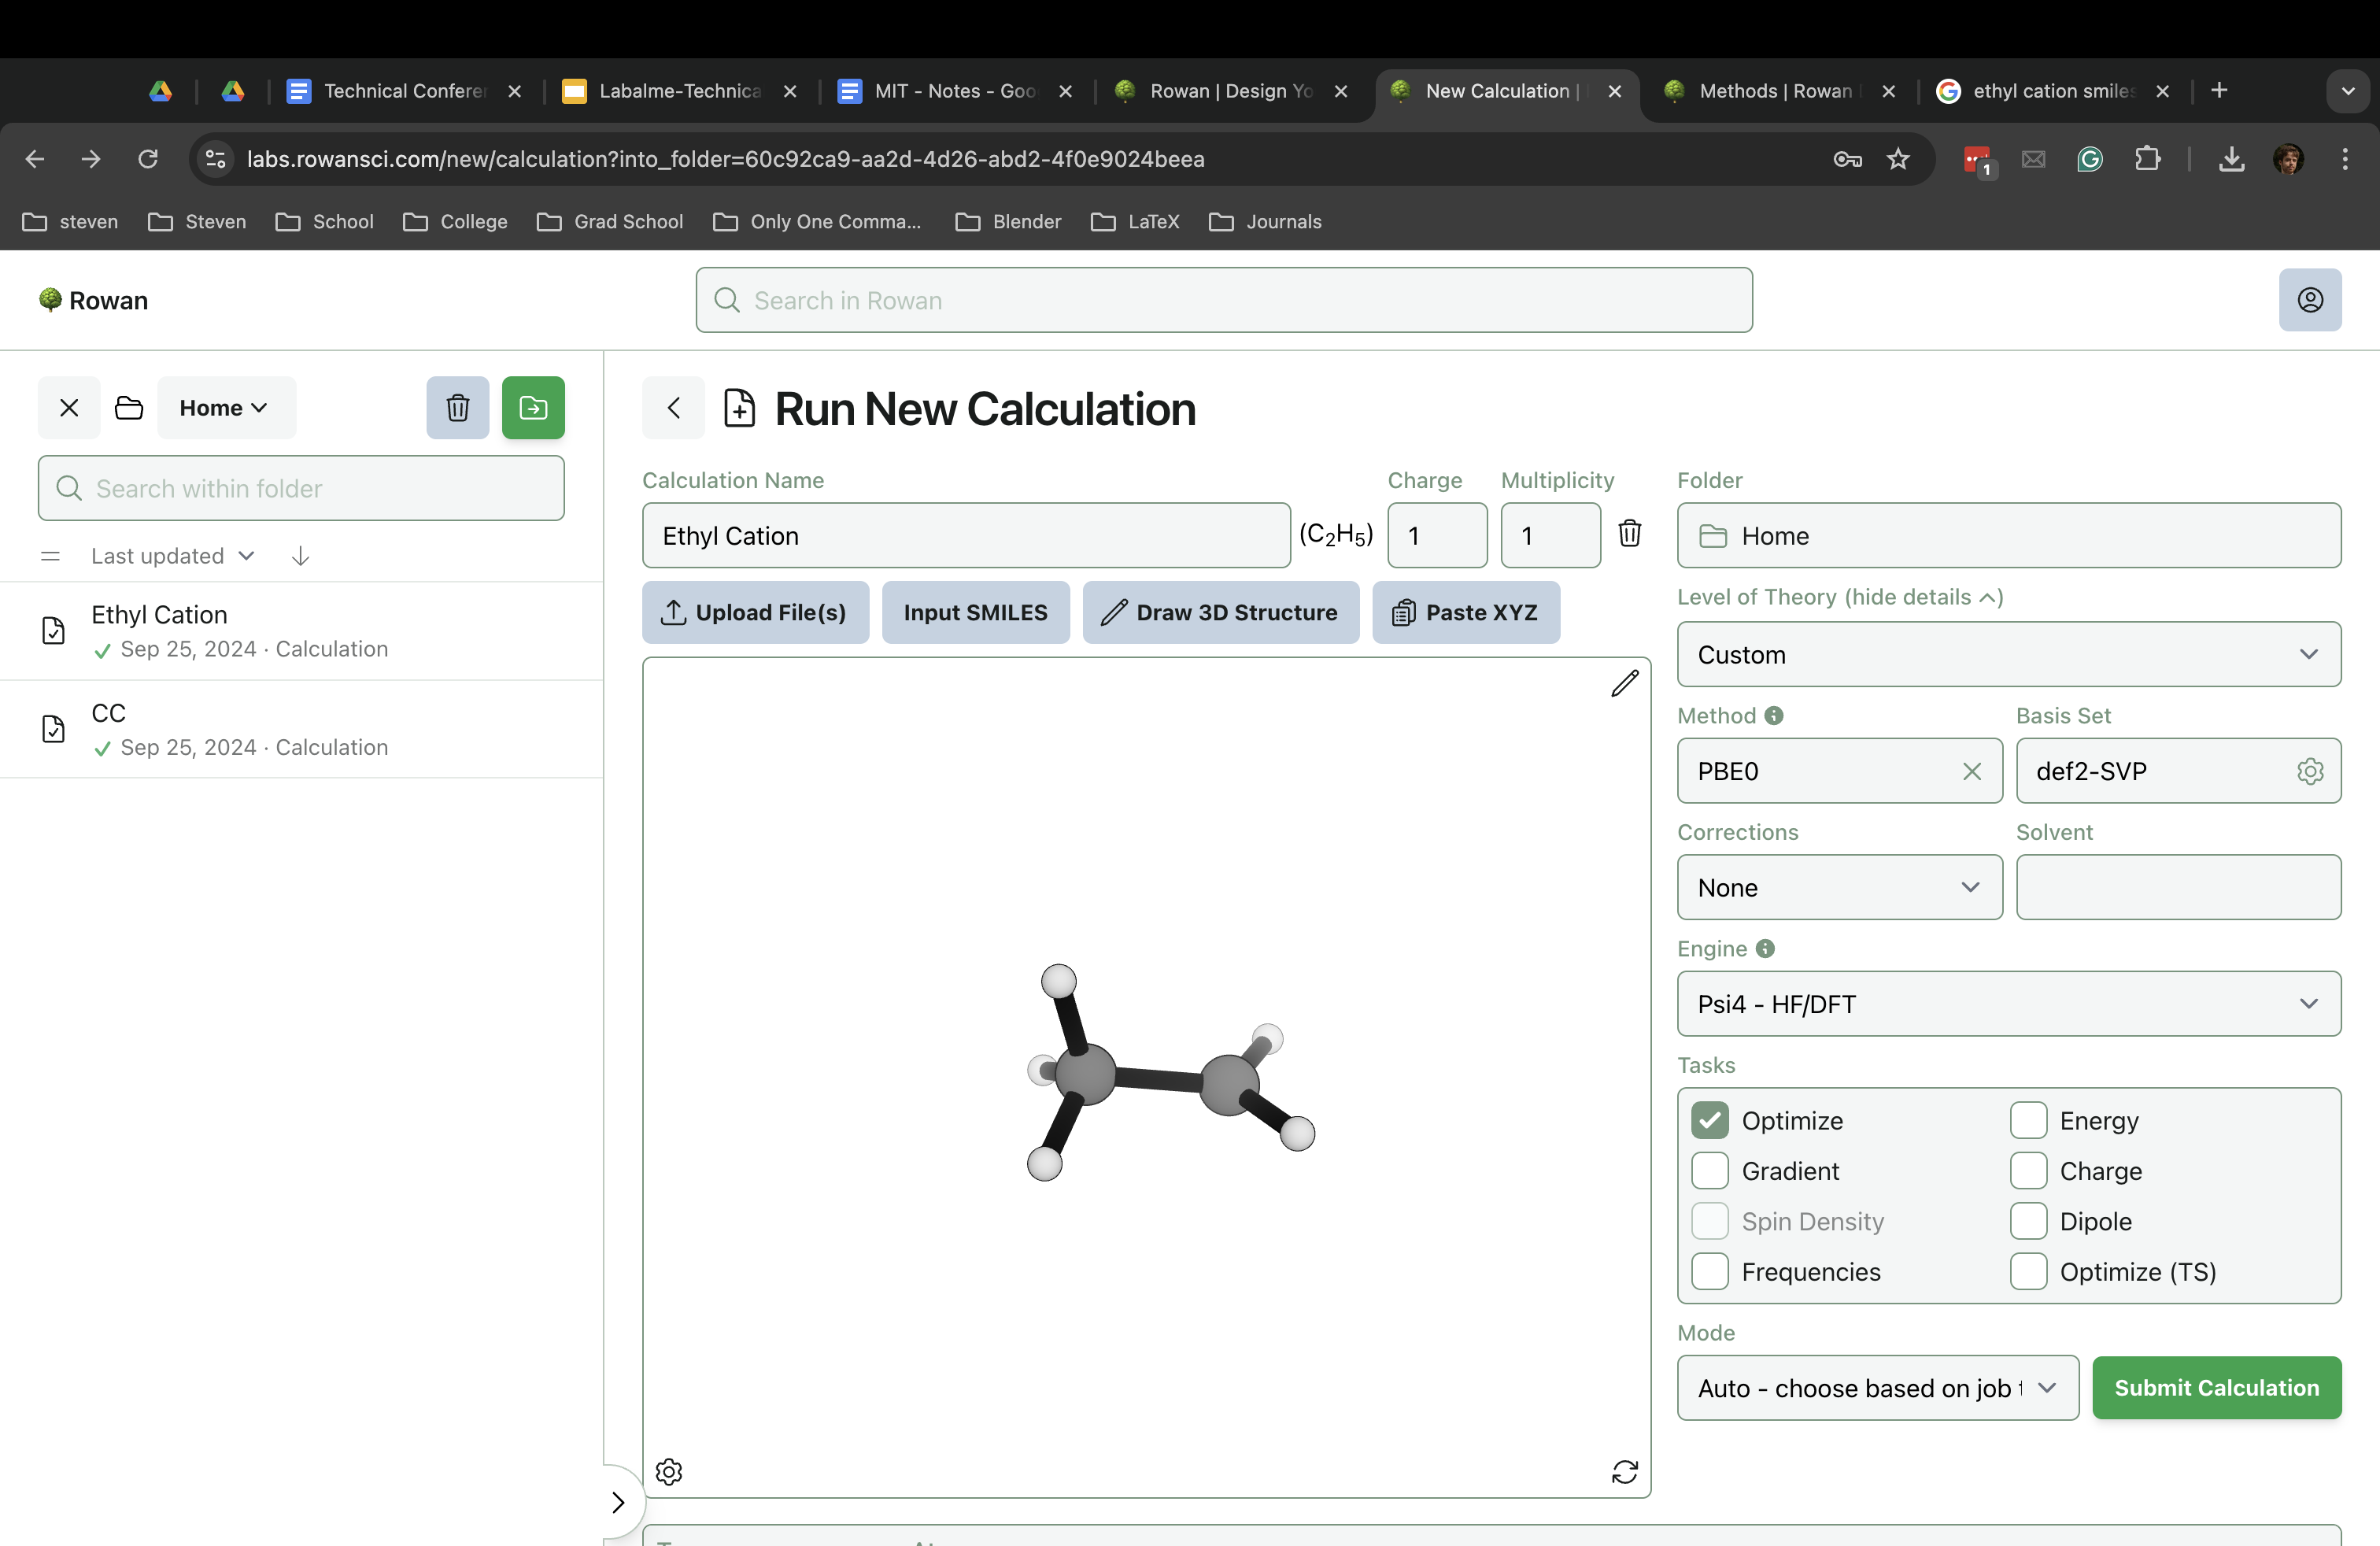 Technical Confere
Labalme-Technica
MIT - Notes - Goo
Rowan | Design Yo
New Calculation |
Methods | Rowan
ethyl cation smiles
labs.rowansci.com/new/calculation?into_folder=60c92ca9-aa2d-4d26-abd2-4f0e9024beea
1
steven
Steven
School
College
Grad School
Only One Comma...
Blender
LaTeX
Journals
Rowan
Search in Rowan
Home
Search within folder
Last updated
Ethyl Cation
Sep 25, 2024 · Calculation
CC
Sep 25, 2024 · Calculation
Run New Calculation
Calculation Name
Charge
Multiplicity
Ethyl Cation
(C₂H₅)
1
1
Upload File(s)
Input SMILES
Draw 3D Structure
Paste XYZ
Folder
Home
Level of Theory (hide details ^)
Custom
Method
Basis Set
PBE0
def2-SVP
Corrections
Solvent
None
Engine
Psi4 - HF/DFT
Tasks
Optimize
Energy
Gradient
Charge
Spin Density
Dipole
Frequencies
Optimize (TS)
Mode
Auto - choose based on job
Submit Calculation